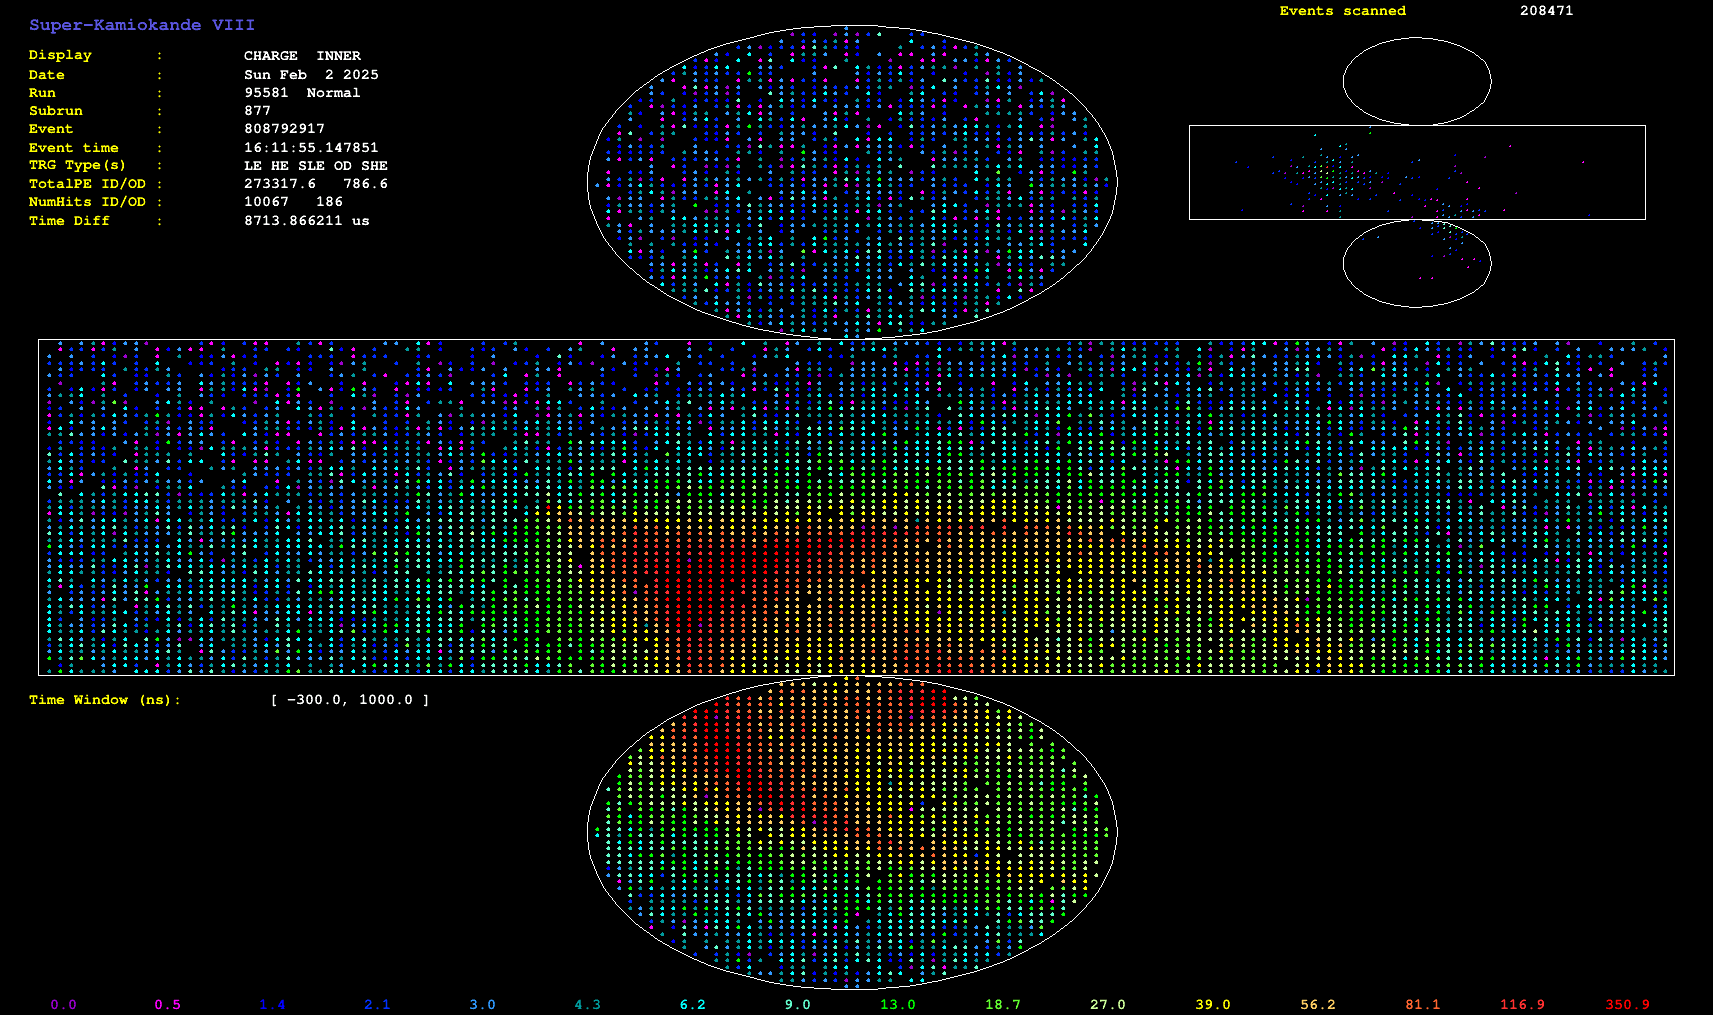 Super-Kamiokande VIII
Events scanned 208471
Display : CHARGE INNER
Date : Sun Feb 2 2025
Run : 95581 Normal
Subrun : 877
Event : 808792917
Event time : 16:11:55.147851
TRG Type(s) : LE HE SLE OD SHE
TotalPE ID/OD : 273317.6 786.6
NumHits ID/OD : 10067 186
Time Diff : 8713.866211 us
Time Window (ns): [ -300.0, 1000.0 ]
0.0 0.5 1.4 2.1 3.0 4.3 6.2 9.0 13.0 18.7 27.0 39.0 56.2 81.1 116.9 350.9